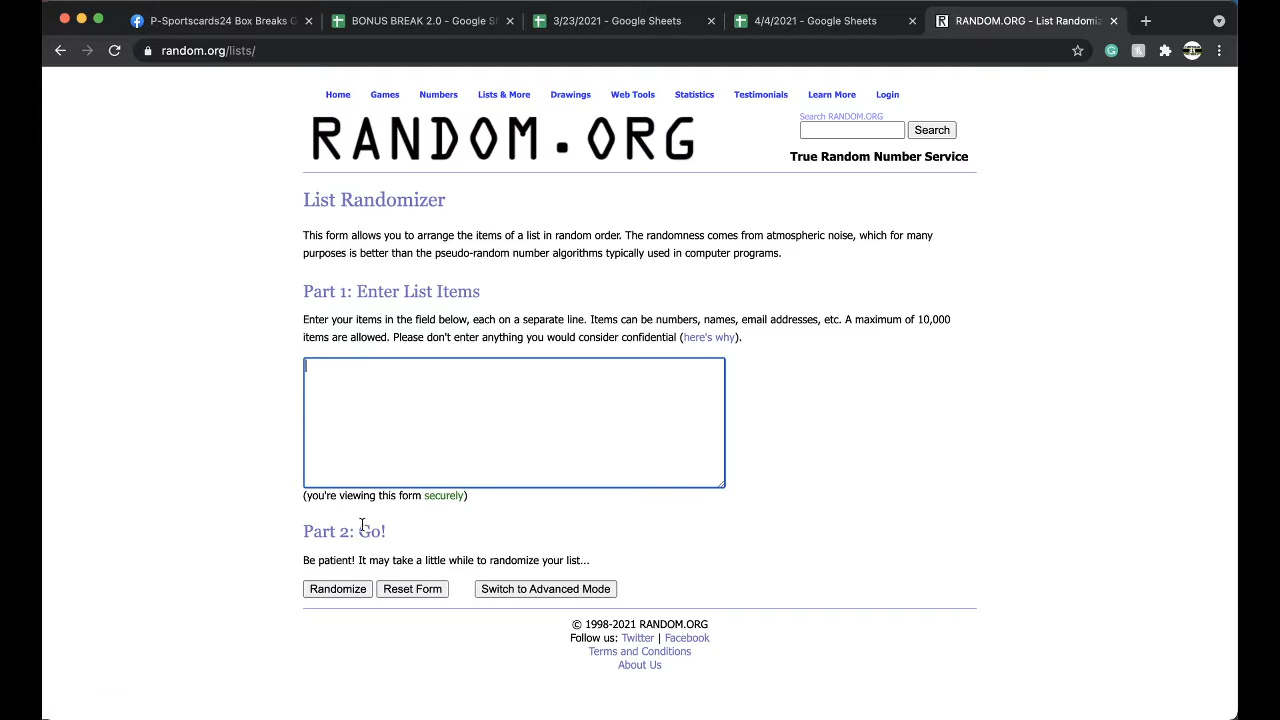 P-Sportscards24 Box Breaks G
BONUS BREAK 2.0 - Google Sh
3/23/2021 - Google Sheets
4/4/2021 - Google Sheets
RANDOM.ORG - List Randomiz
random.org/lists/
Home Games Numbers Lists & More Drawings Web Tools Statistics Testimonials Learn More Login
RANDOM.ORG
Search RANDOM.ORG
Search
True Random Number Service
List Randomizer
This form allows you to arrange the items of a list in random order. The randomness comes from atmospheric noise, which for many
purposes is better than the pseudo-random number algorithms typically used in computer programs.
Part 1: Enter List Items
Enter your items in the field below, each on a separate line. Items can be numbers, names, email addresses, etc. A maximum of 10,000
items are allowed. Please don't enter anything you would consider confidential (here's why).
(you're viewing this form securely)
Part 2: Go!
Be patient! It may take a little while to randomize your list...
Randomize Reset Form Switch to Advanced Mode
© 1998-2021 RANDOM.ORG
Follow us: Twitter | Facebook
Terms and Conditions
About Us